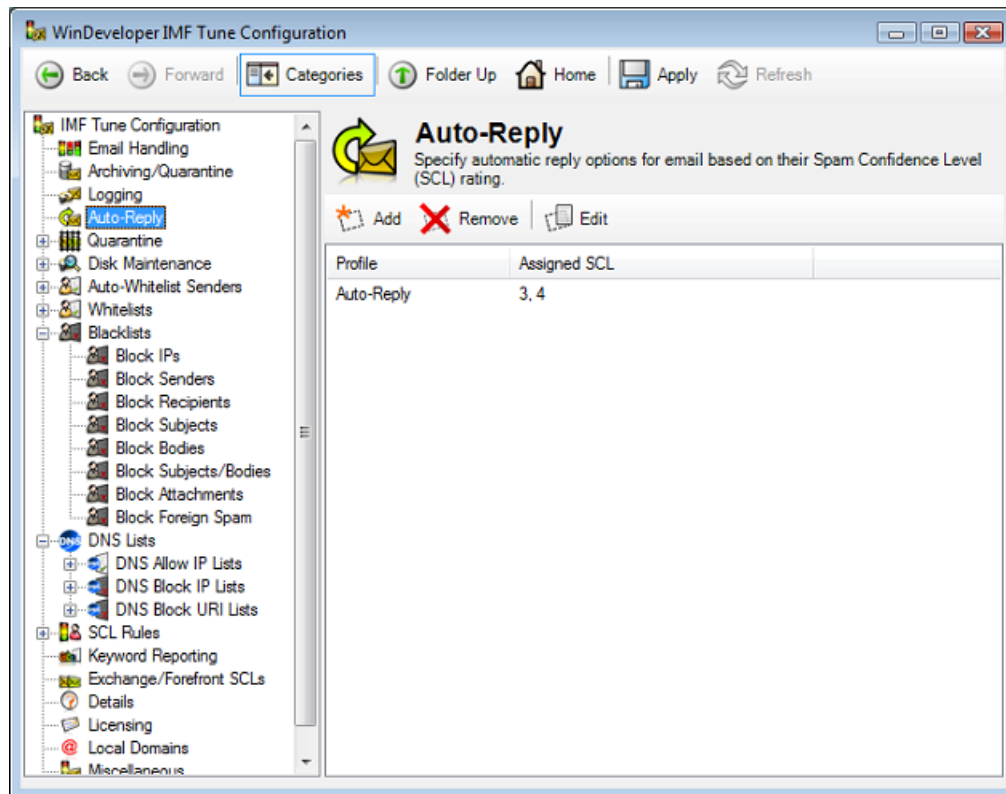 WinDeveloper IMF Tune Configuration
Back Forward Categories Folder Up Home Apply Refresh
IMF Tune Configuration
Email Handling
Archiving/Quarantine
Logging
Auto-Reply
Quarantine
Disk Maintenance
Auto-Whitelist Senders
Whitelists
Blacklists
Block IPs
Block Senders
Block Recipients
Block Subjects
Block Bodies
Block Subjects/Bodies
Block Attachments
Block Foreign Spam
DNS Lists
DNS Allow IP Lists
DNS Block IP Lists
DNS Block URI Lists
SCL Rules
Keyword Reporting
Exchange/Forefront SCLs
Details
Licensing
Local Domains
Miscellaneous
Auto-Reply
Specify automatic reply options for email based on their Spam Confidence Level
(SCL) rating.
Add Remove Edit
Profile Assigned SCL
Auto-Reply 3, 4